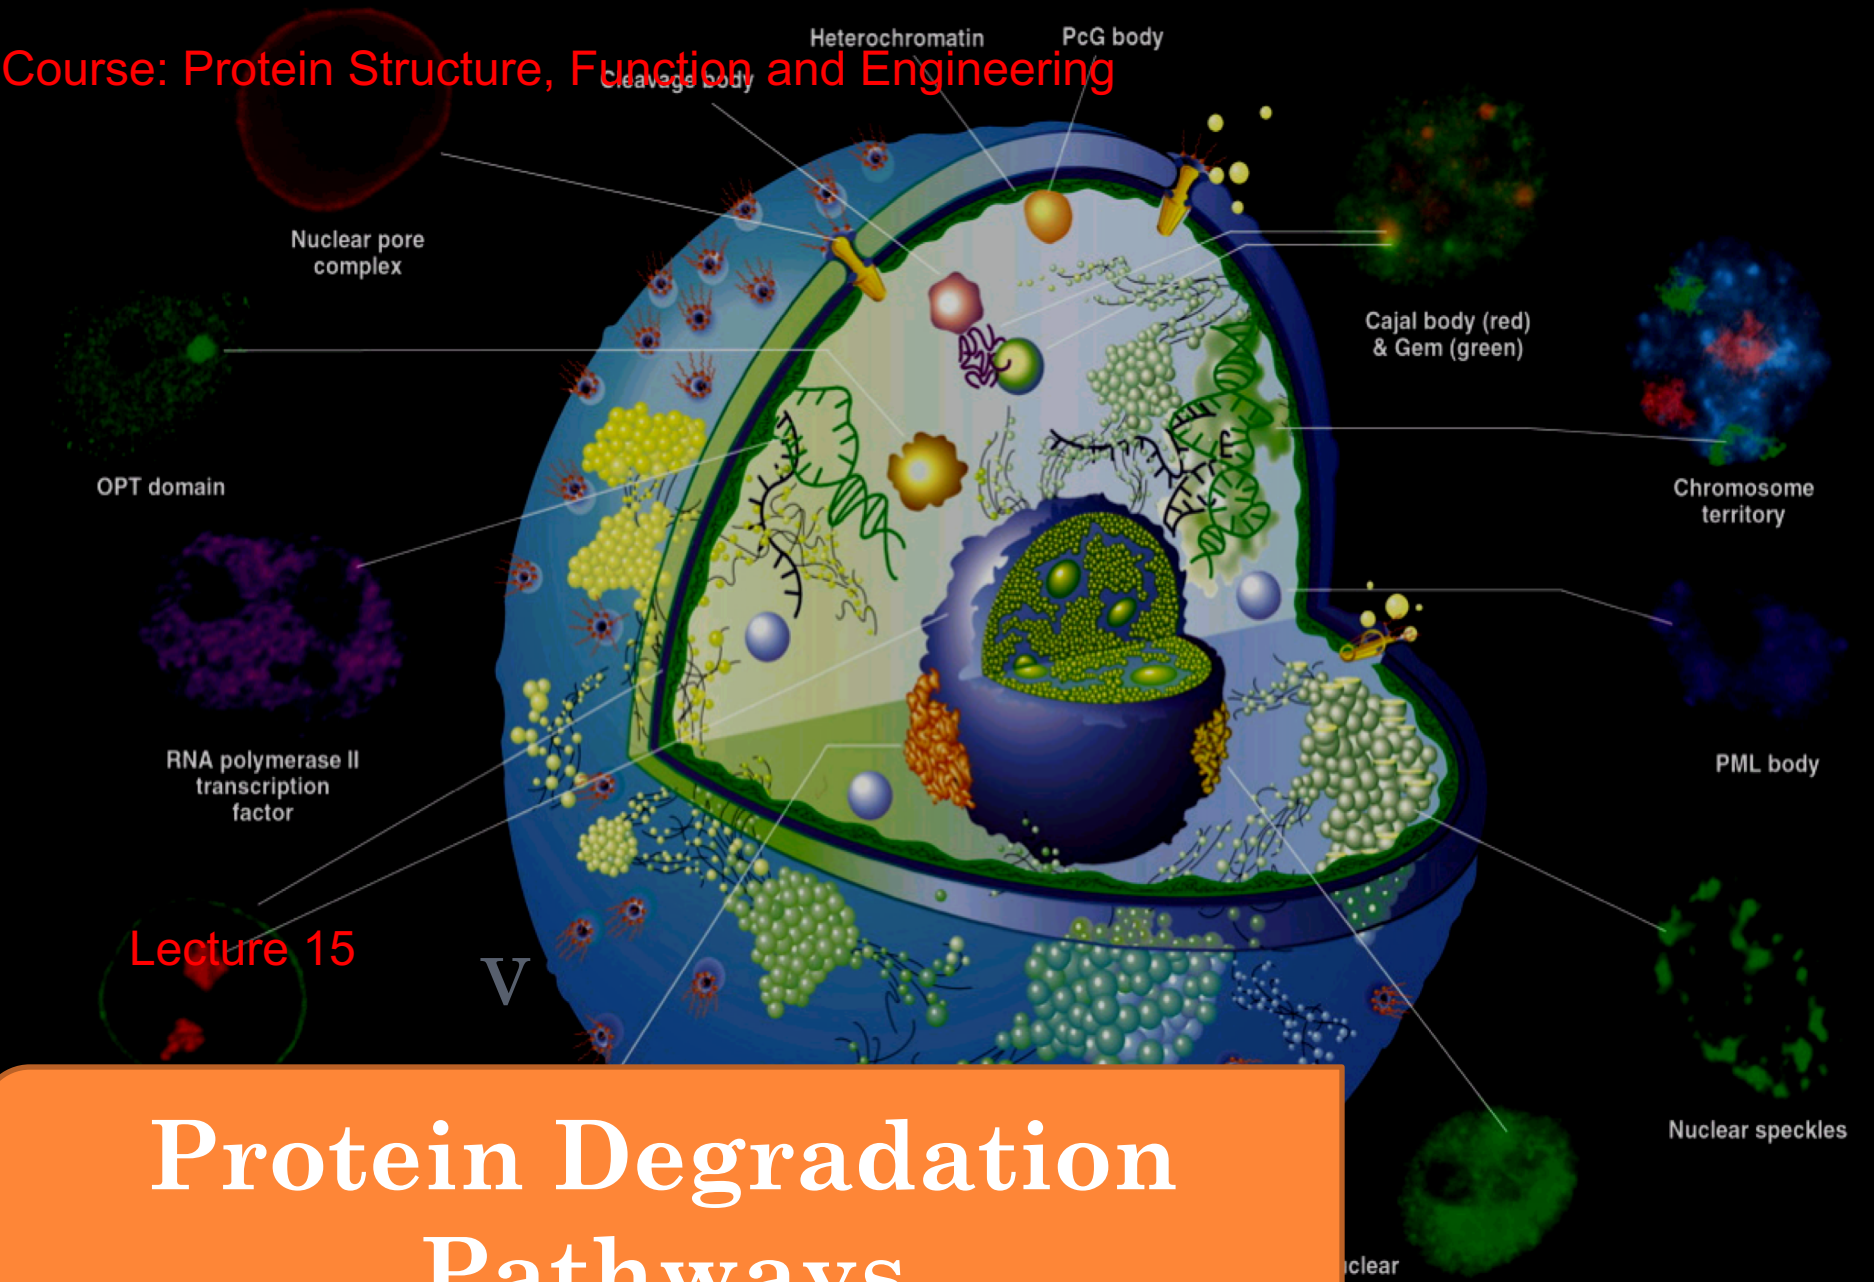 Heterochromatin
PcG body
Course: Protein Structure, Function and Engineering
Cleavage body
Nuclear pore
complex
Cajal body (red)
& Gem (green)
OPT domain
Chromosome
territory
RNA polymerase II
transcription
factor
PML body
Lecture 15
v
Nuclear speckles
Protein Degradation
Pathways